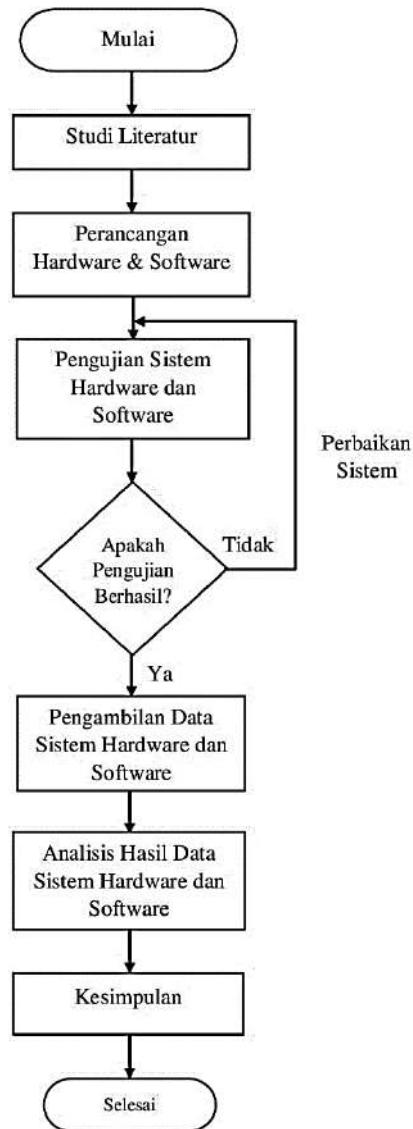 Mulai
Studi Literatur
Perancangan
Hardware & Software
Pengujian Sistem
Hardware dan
Software
Perbaikan
Sistem
Apakah
Pengujian
Berhasil?
Tidak
Ya
Pengambilan Data
Sistem Hardware dan
Software
Analisis Hasil Data
Sistem Hardware dan
Software
Kesimpulan
Selesai